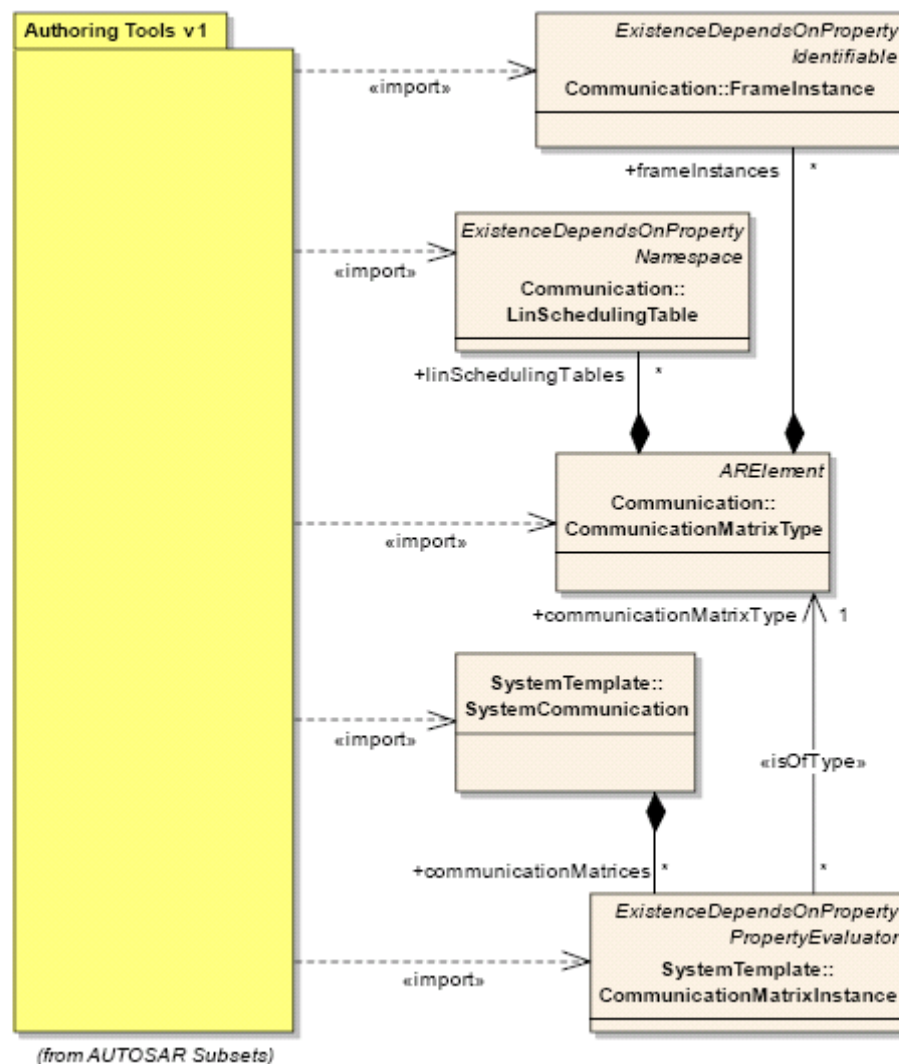 Authoring Tools v1
ExistenceDependsOnProperty
Identifiable
Communication::FrameInstance
«import»
+frameInstances *
ExistenceDependsOnProperty
Namespace
Communication::
LinSchedulingTable
«import»
+linSchedulingTables *
ARElement
Communication::
CommunicationMatrixType
«import»
+communicationMatrixType 1
SystemTemplate::
SystemCommunication
«import»
«isOfType»
+communicationMatrices * *
ExistenceDependsOnProperty
PropertyEvaluator
SystemTemplate::
CommunicationMatrixInstance
«import»
(from AUTOSAR Subsets)